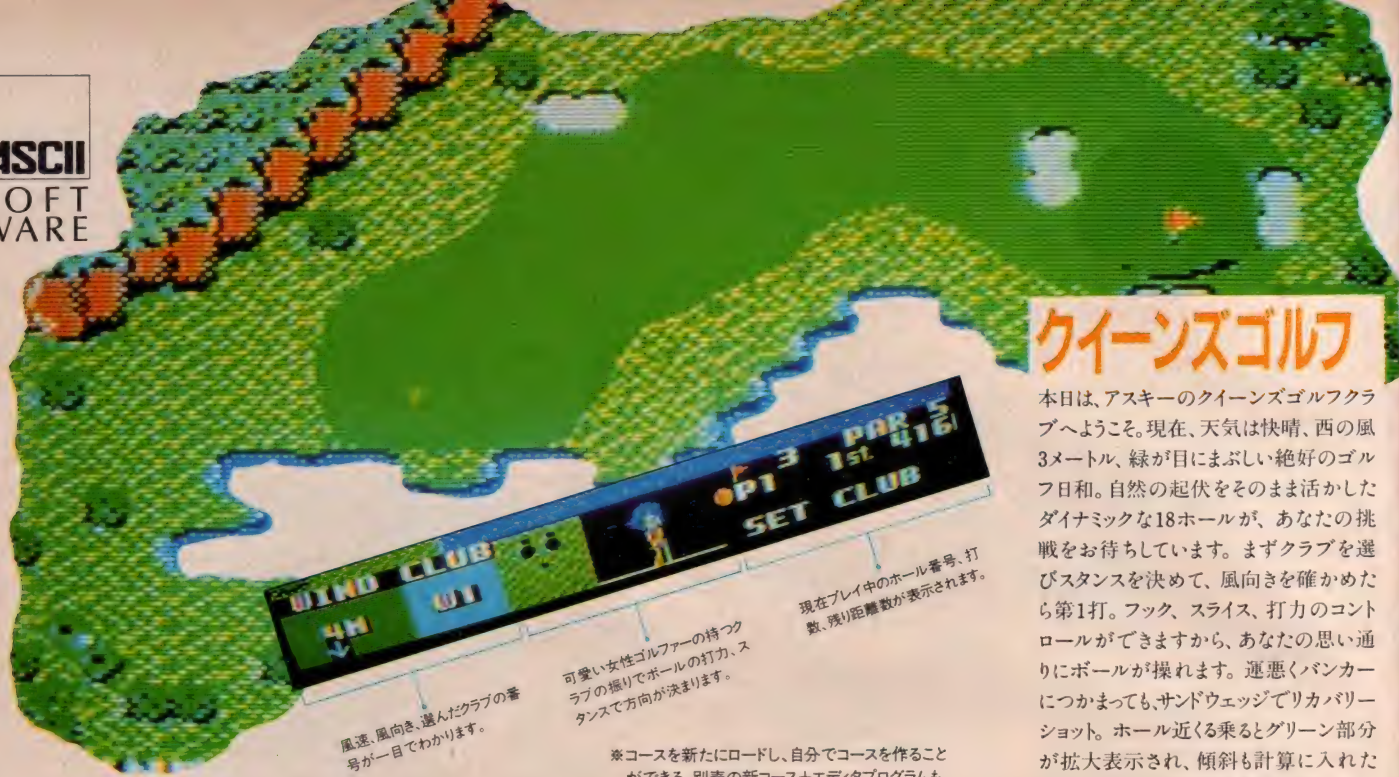 ASCII
SOFT
WARE
WIND CLUB
4M
W1
P1
3
PAR 5
1st. 416
SET CLUB
風速、風向き、選んだクラブの番
号が一目でわかります。
可愛い女性ゴルファーの持つク
ラブの振りでボールの打力、ス
タンスで方向が決まります。
現在プレイ中のホール番号、打
数、残り距離数が表示されます。
※コースを新たにロードし、自分でコースを作ること
クイーンズゴルフ
本日は、アスキーのクイーンズゴルフクラ
ブへようこそ。現在、天気は快晴、西の風
3メートル、緑が目にまぶしい絶好のゴル
フ日和。自然の起伏をそのまま活かした
ダイナミックな18ホールが、あなたの挑
戦をお待ちしています。まずクラブを選
びスタンスを決めて、風向きを確かめた
ら第1打。フック、スライス、打力のコント
ロールができますから、あなたの思い通
りにボールが操れます。運悪くバンカー
につかまっても、サンドウェッジでリカバリー
ショット。ホール近くる乗るとグリーン部分
が拡大表示され、傾斜も計算に入れた